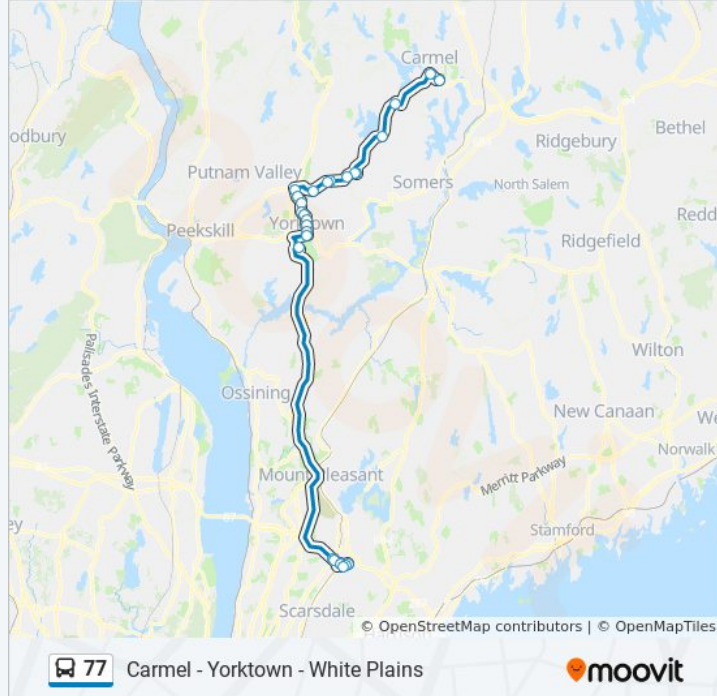 Carmel
odbury
Ridgebury
Bethel
Putnam Valley
Somers
North Salem
Redd
Peekskill
Yorktown
Ridgefield
Palisades Interstate Parkway
Wilton
Ossining
New Canaan
We
Norwalk
Mount Pleasant
Merritt Parkway
ey
Stamford
Scarsdale
© OpenStreetMap contributors | © OpenMapTiles
77 Carmel - Yorktown - White Plains
moovit